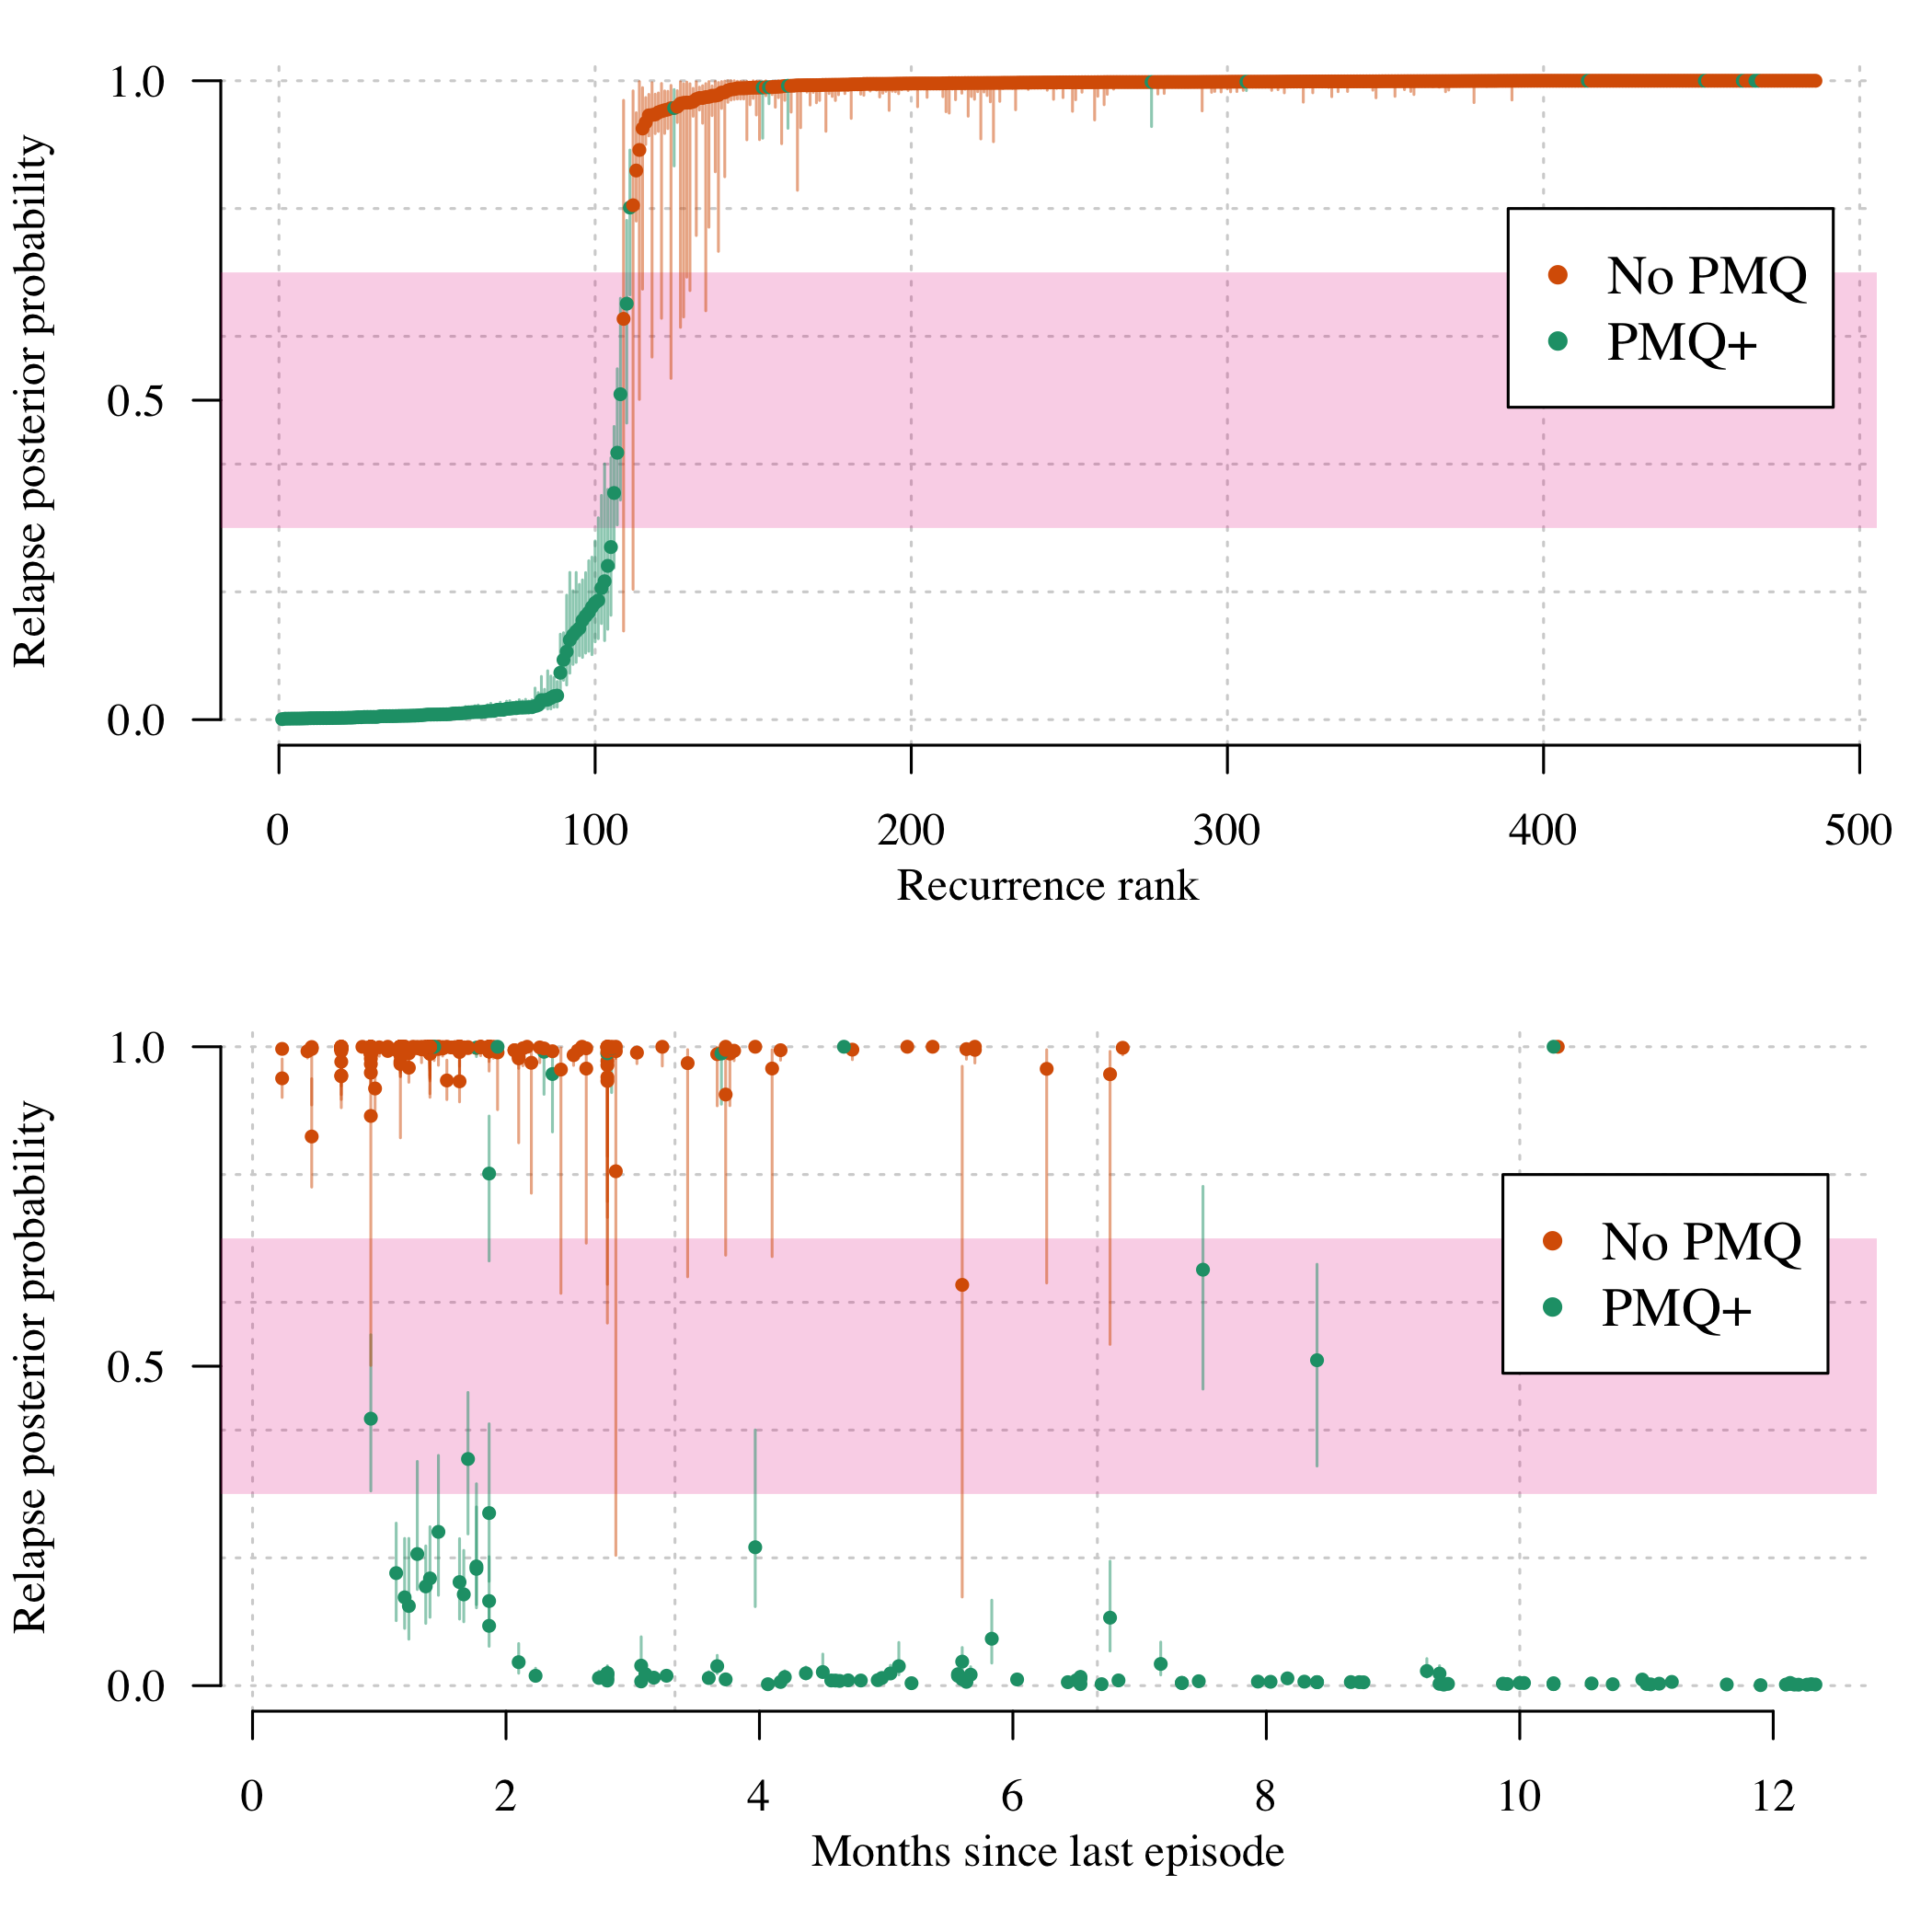 Relapse posterior probability
1.0
0.5
0.0
No PMQ
PMQ+
0 100 200 300 400 500
Recurrence rank
Relapse posterior probability
1.0
0.5
0.0
No PMQ
PMQ+
0 2 4 6 8 10 12
Months since last episode